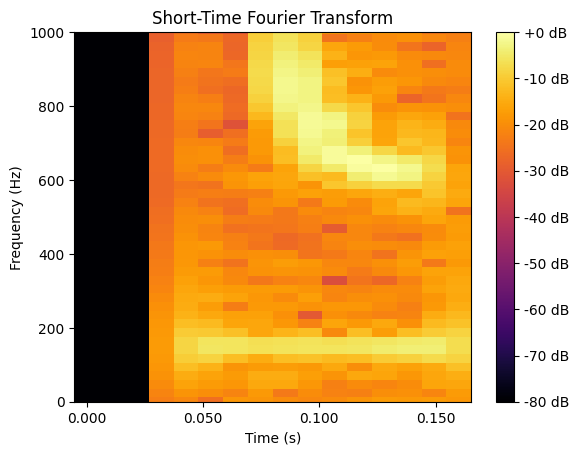 Short-Time Fourier Transform
1000
800
600
400
200
0
Frequency (Hz)
0.000
0.050
0.100
0.150
Time (s)
+0 dB
-10 dB
-20 dB
-30 dB
-40 dB
-50 dB
-60 dB
-70 dB
-80 dB